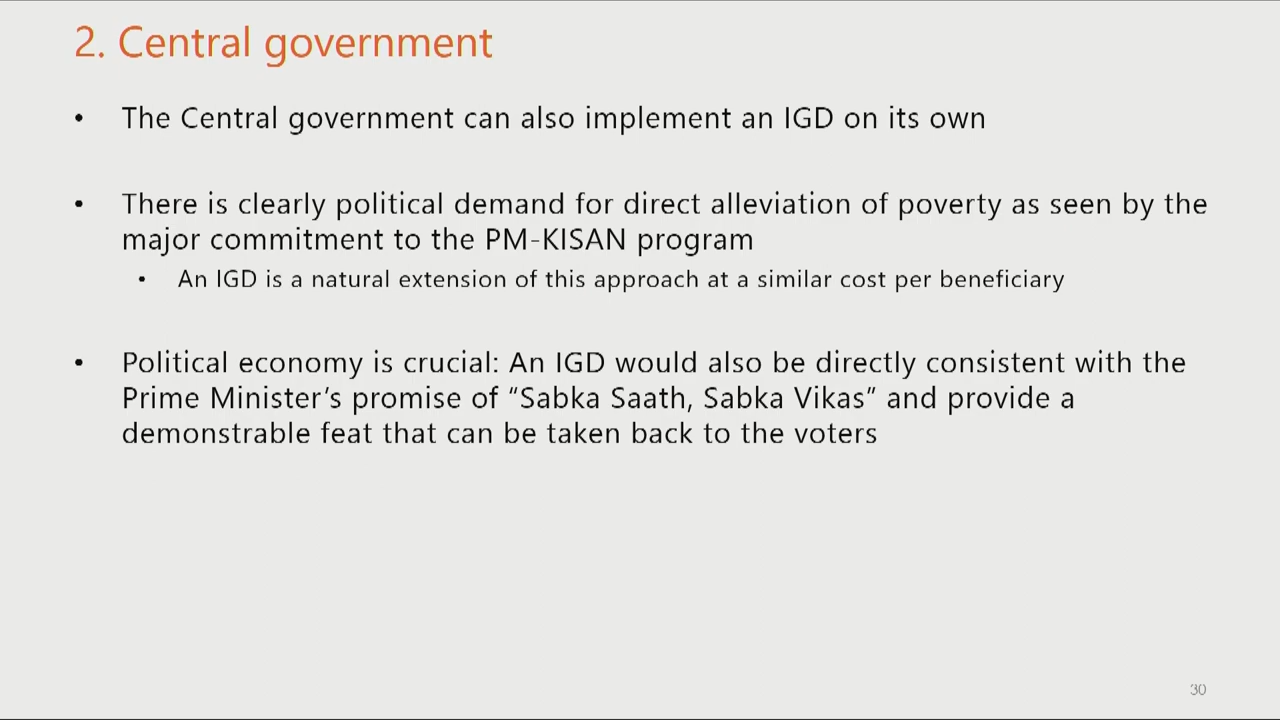 2. Central government
• The Central government can also implement an IGD on its own
• There is clearly political demand for direct alleviation of poverty as seen by the
major commitment to the PM-KISAN program
• An IGD is a natural extension of this approach at a similar cost per beneficiary
• Political economy is crucial: An IGD would also be directly consistent with the
Prime Minister’s promise of “Sabka Saath, Sabka Vikas” and provide a
demonstrable feat that can be taken back to the voters
30